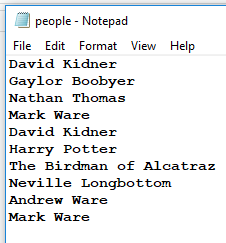 people - Notepad
File Edit Format View Help
David Kidner
Gaylor Boobyer
Nathan Thomas
Mark Ware
David Kidner
Harry Potter
The Birdman of Alcatraz
Neville Longbottom
Andrew Ware
Mark Ware